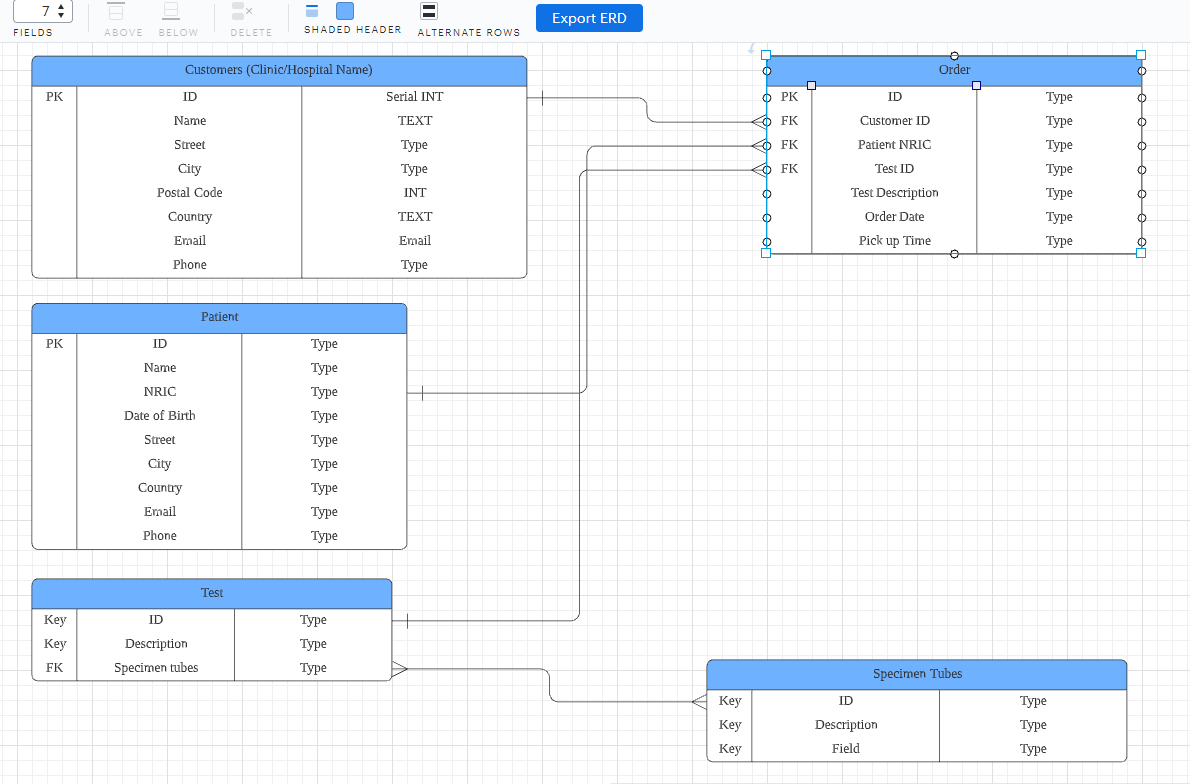 7
FIELDS
ABOVE
BELOW
DELETE
SHADED HEADER
ALTERNATE ROWS
Export ERD
Customers (Clinic/Hospital Name)
PK ID Serial INT
Name TEXT
Street Type
City Type
Postal Code INT
Country TEXT
Email Email
Phone Type
Order
PK ID Type
FK Customer ID Type
FK Patient NRIC Type
FK Test ID Type
Test Description Type
Order Date Type
Pick up Time Type
Patient
PK ID Type
Name Type
NRIC Type
Date of Birth Type
Street Type
City Type
Country Type
Email Type
Phone Type
Test
Key ID Type
Key Description Type
FK Specimen tubes Type
Specimen Tubes
Key ID Type
Key Description Type
Key Field Type